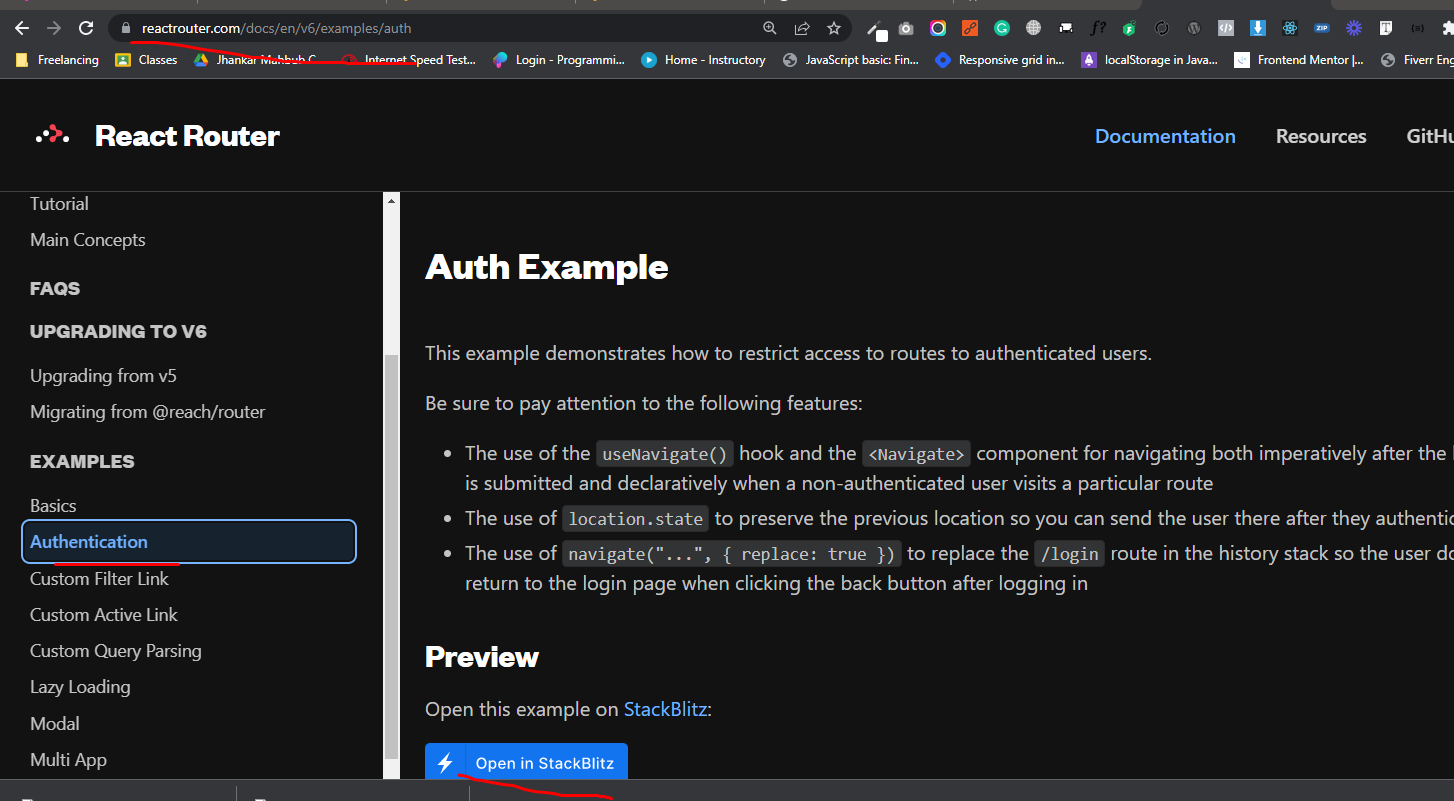 reactrouter.com/docs/en/v6/examples/auth
Freelancing
Classes
Jhankar Mahbub C...
Internet Speed Test...
Login - Programmi...
Home - Instructory
JavaScript basic: Fin...
Responsive grid in...
localStorage in Java...
Frontend Mentor |...
Fiverr Eng
React Router
Documentation
Resources
GitHu
Tutorial
Main Concepts
FAQS
UPGRADING TO V6
Upgrading from v5
Migrating from @reach/router
EXAMPLES
Basics
Authentication
Custom Filter Link
Custom Active Link
Custom Query Parsing
Lazy Loading
Modal
Multi App
Auth Example
This example demonstrates how to restrict access to routes to authenticated users.
Be sure to pay attention to the following features:
The use of the useNavigate() hook and the <Navigate> component for navigating both imperatively after the
is submitted and declaratively when a non-authenticated user visits a particular route
The use of location.state to preserve the previous location so you can send the user there after they authentic
The use of navigate("...", { replace: true }) to replace the /login route in the history stack so the user do
return to the login page when clicking the back button after logging in
Preview
Open this example on StackBlitz:
Open in StackBlitz